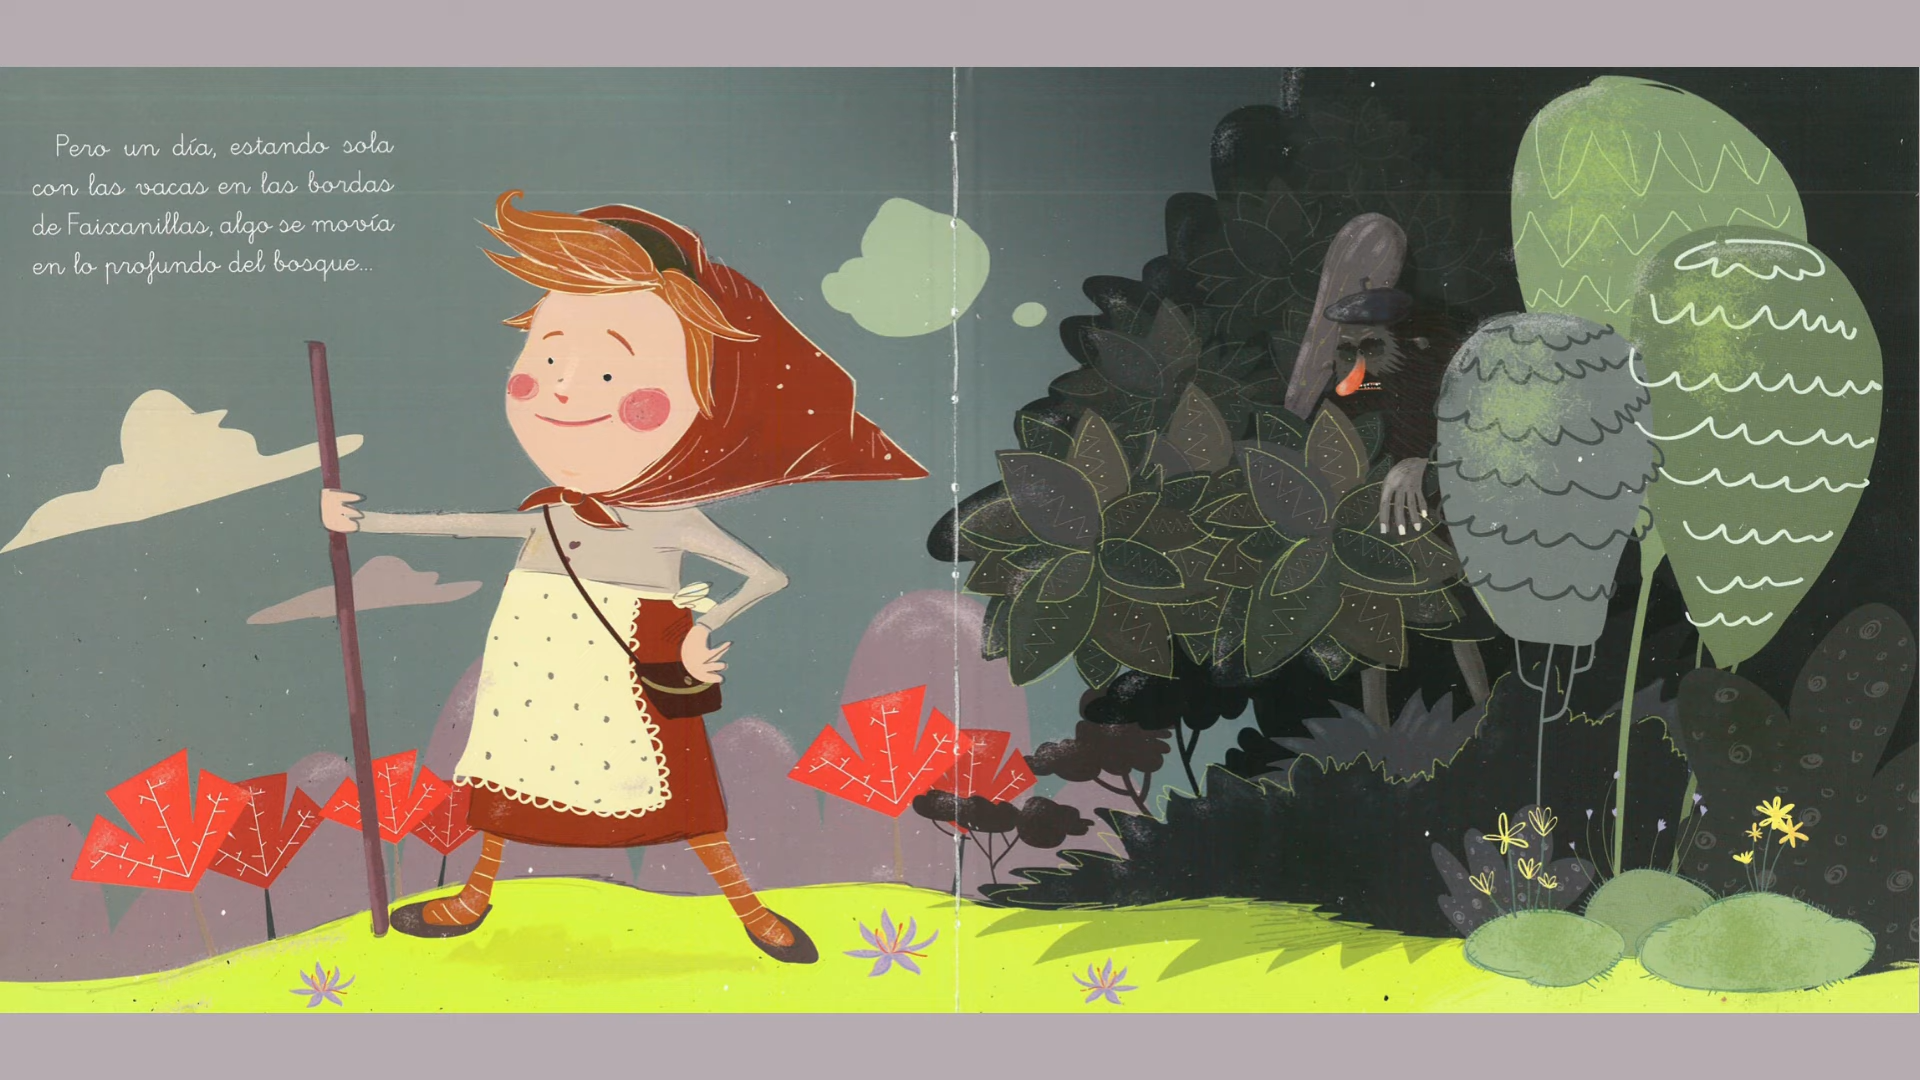 Pero un día, estando sola
con las vacas en las bordas
de Faixanillas, algo se movía
en lo profundo del bosque...